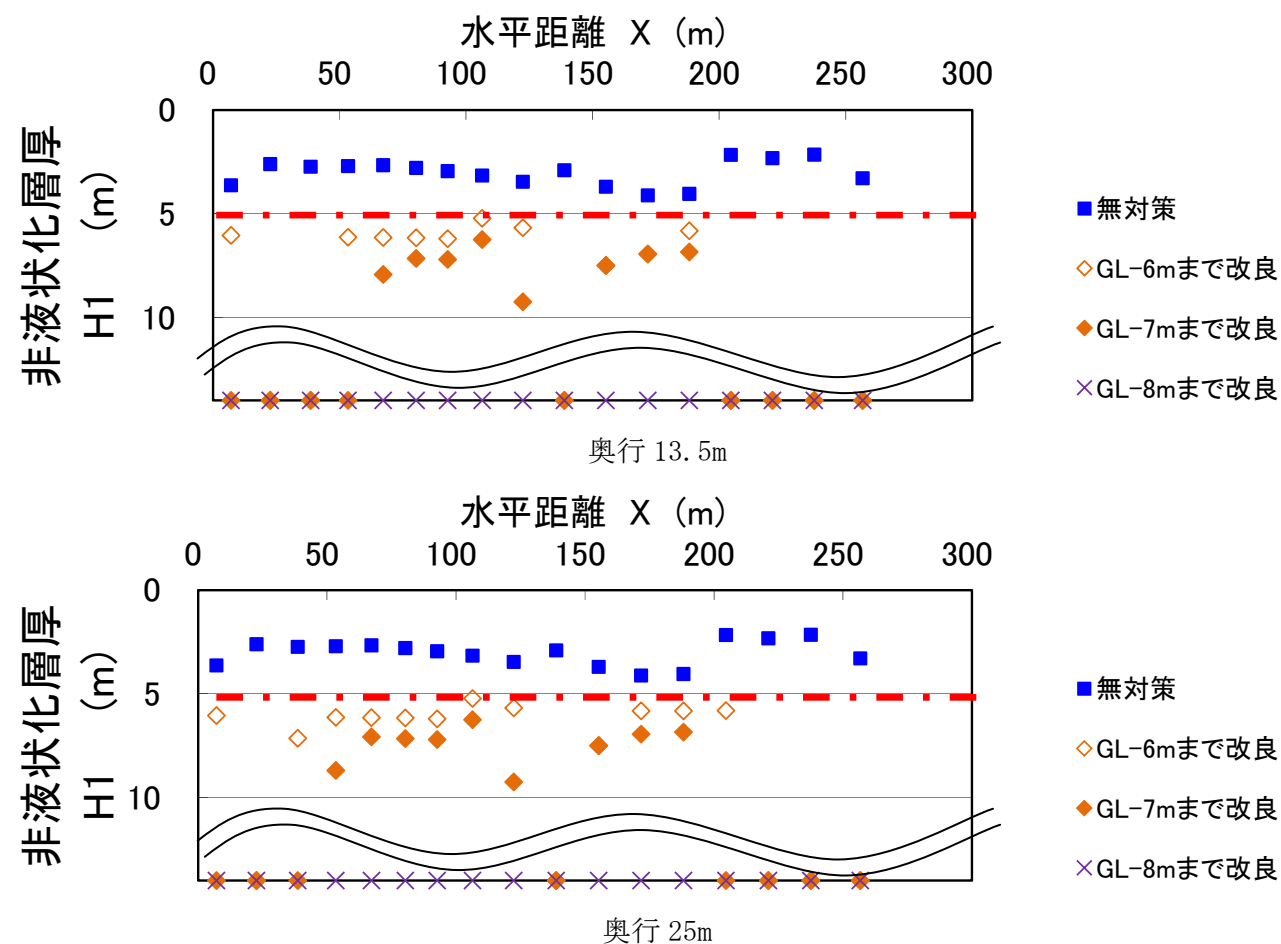 水平距離 X (m)
0 50 100 150 200 250 300
非液状化層厚
H1 (m)
0
5
10
■無対策
◇GL-6mまで改良
◆GL-7mまで改良
×GL-8mまで改良
奥行 13.5m
水平距離 X (m)
0 50 100 150 200 250 300
非液状化層厚
H1 (m)
0
5
10
■無対策
◇GL-6mまで改良
◆GL-7mまで改良
×GL-8mまで改良
奥行 25m